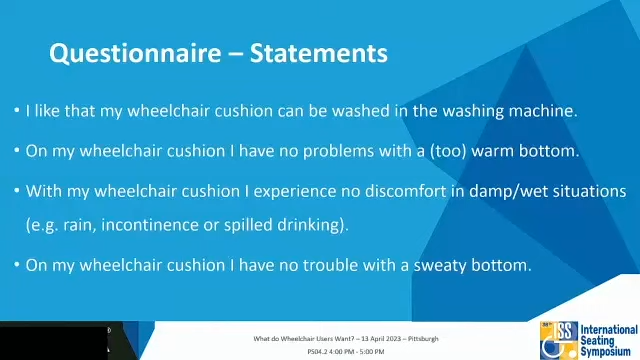 Questionnaire – Statements
• I like that my wheelchair cushion can be washed in the washing machine.
• On my wheelchair cushion I have no problems with a (too) warm bottom.
• With my wheelchair cushion I experience no discomfort in damp/wet situations
(e.g. rain, incontinence or spilled drinking).
• On my wheelchair cushion I have no trouble with a sweaty bottom.
What do Wheelchair Users Want? – 13 April 2023 – Pittsburgh
PS04.2 4:00 PM - 5:00 PM
ISS
International
Seating
Symposium